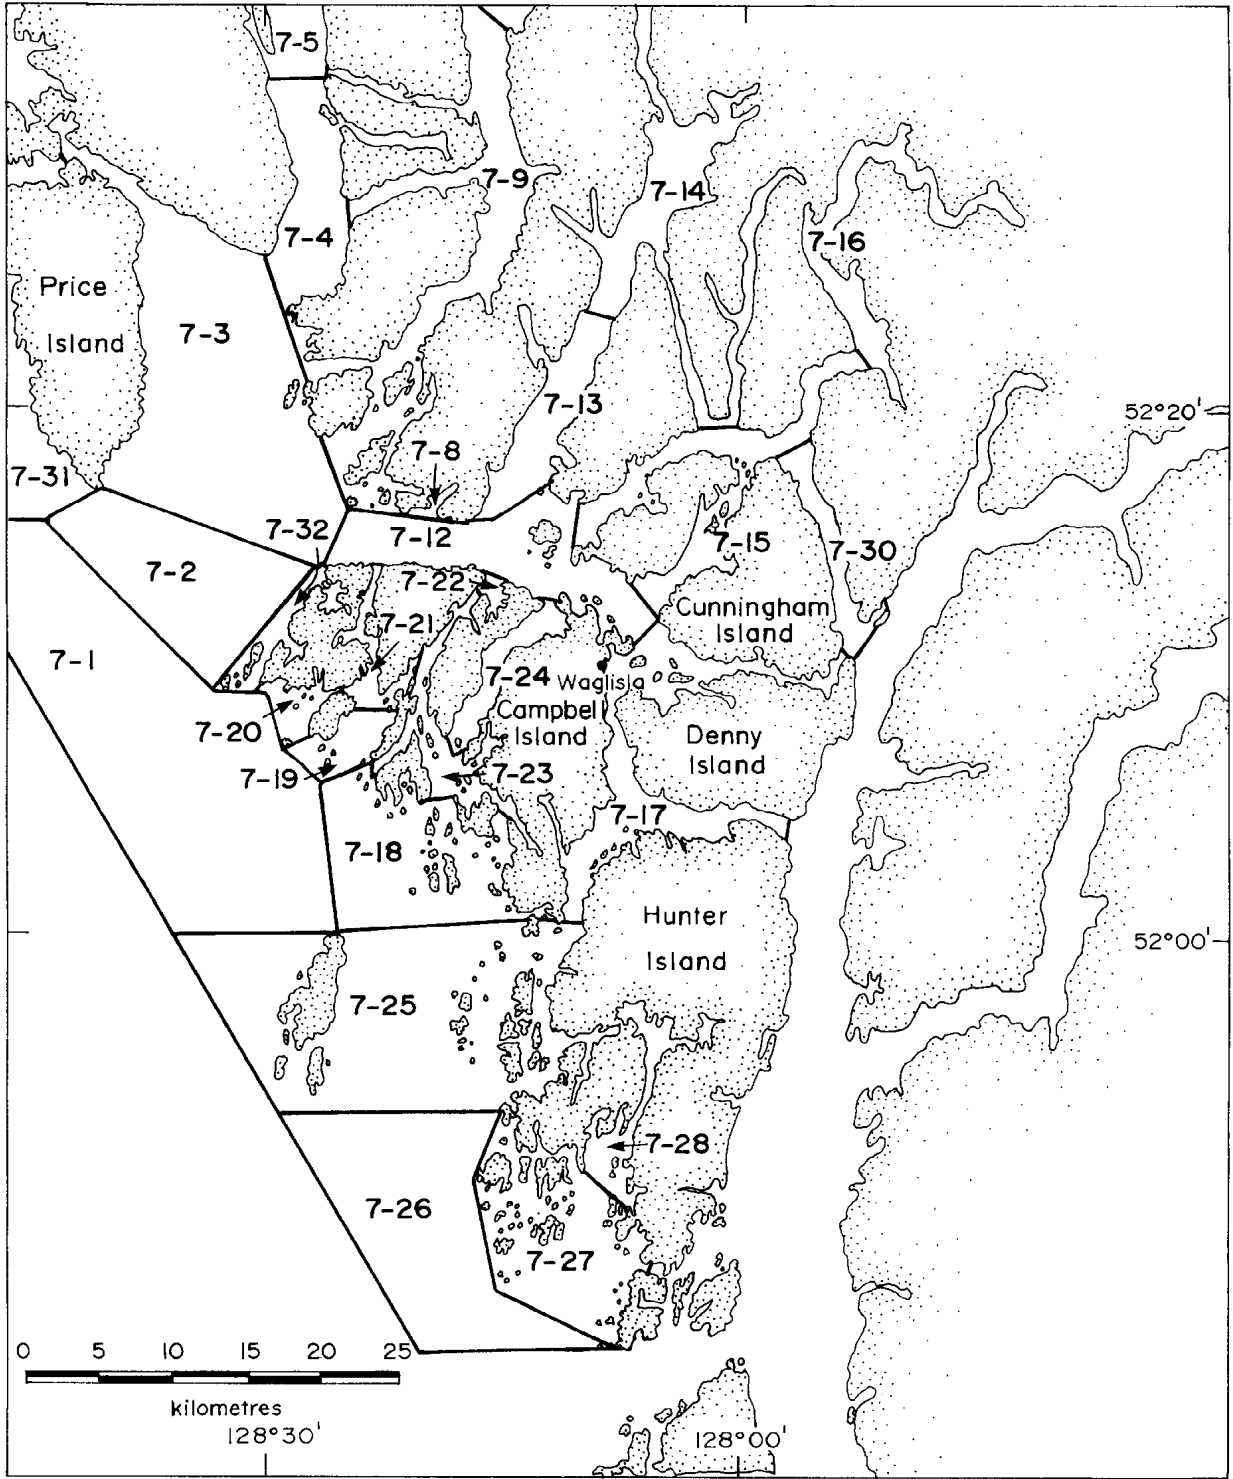 7-5
7-9
7-14
7-4
7-16
Price
Island
7-3
7-13
52°20'
7-8
7-31
7-32
7-12
7-15
7-30
7-2
7-22
Cunningham
Island
7-21
7-1
7-24
Waglisla
Campbell
Island
7-20
Denny
Island
7-19
7-23
7-17
7-18
Hunter
Island
52°00'
7-25
7-28
7-26
7-27
0 5 10 15 20 25
kilometres
128°30'
128°00'